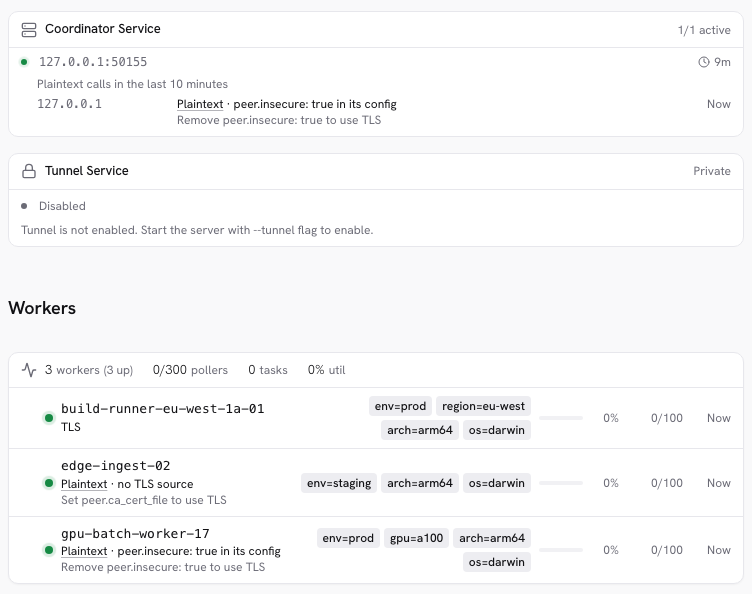 Coordinator Service 1/1 active
127.0.0.1:50155 9m
Plaintext calls in the last 10 minutes
127.0.0.1 Plaintext · peer.insecure: true in its config Now
Remove peer.insecure: true to use TLS
Tunnel Service Private
Disabled
Tunnel is not enabled. Start the server with --tunnel flag to enable.
Workers
3 workers (3 up) 0/300 pollers 0 tasks 0% util
build-runner-eu-west-1a-01
TLS
env=prod region=eu-west
arch=arm64 os=darwin
0% 0/100 Now
edge-ingest-02
Plaintext · no TLS source
Set peer.ca_cert_file to use TLS
env=staging arch=arm64 os=darwin
0% 0/100 Now
gpu-batch-worker-17
Plaintext · peer.insecure: true in its config
Remove peer.insecure: true to use TLS
env=prod gpu=a100 arch=arm64
os=darwin
0% 0/100 Now